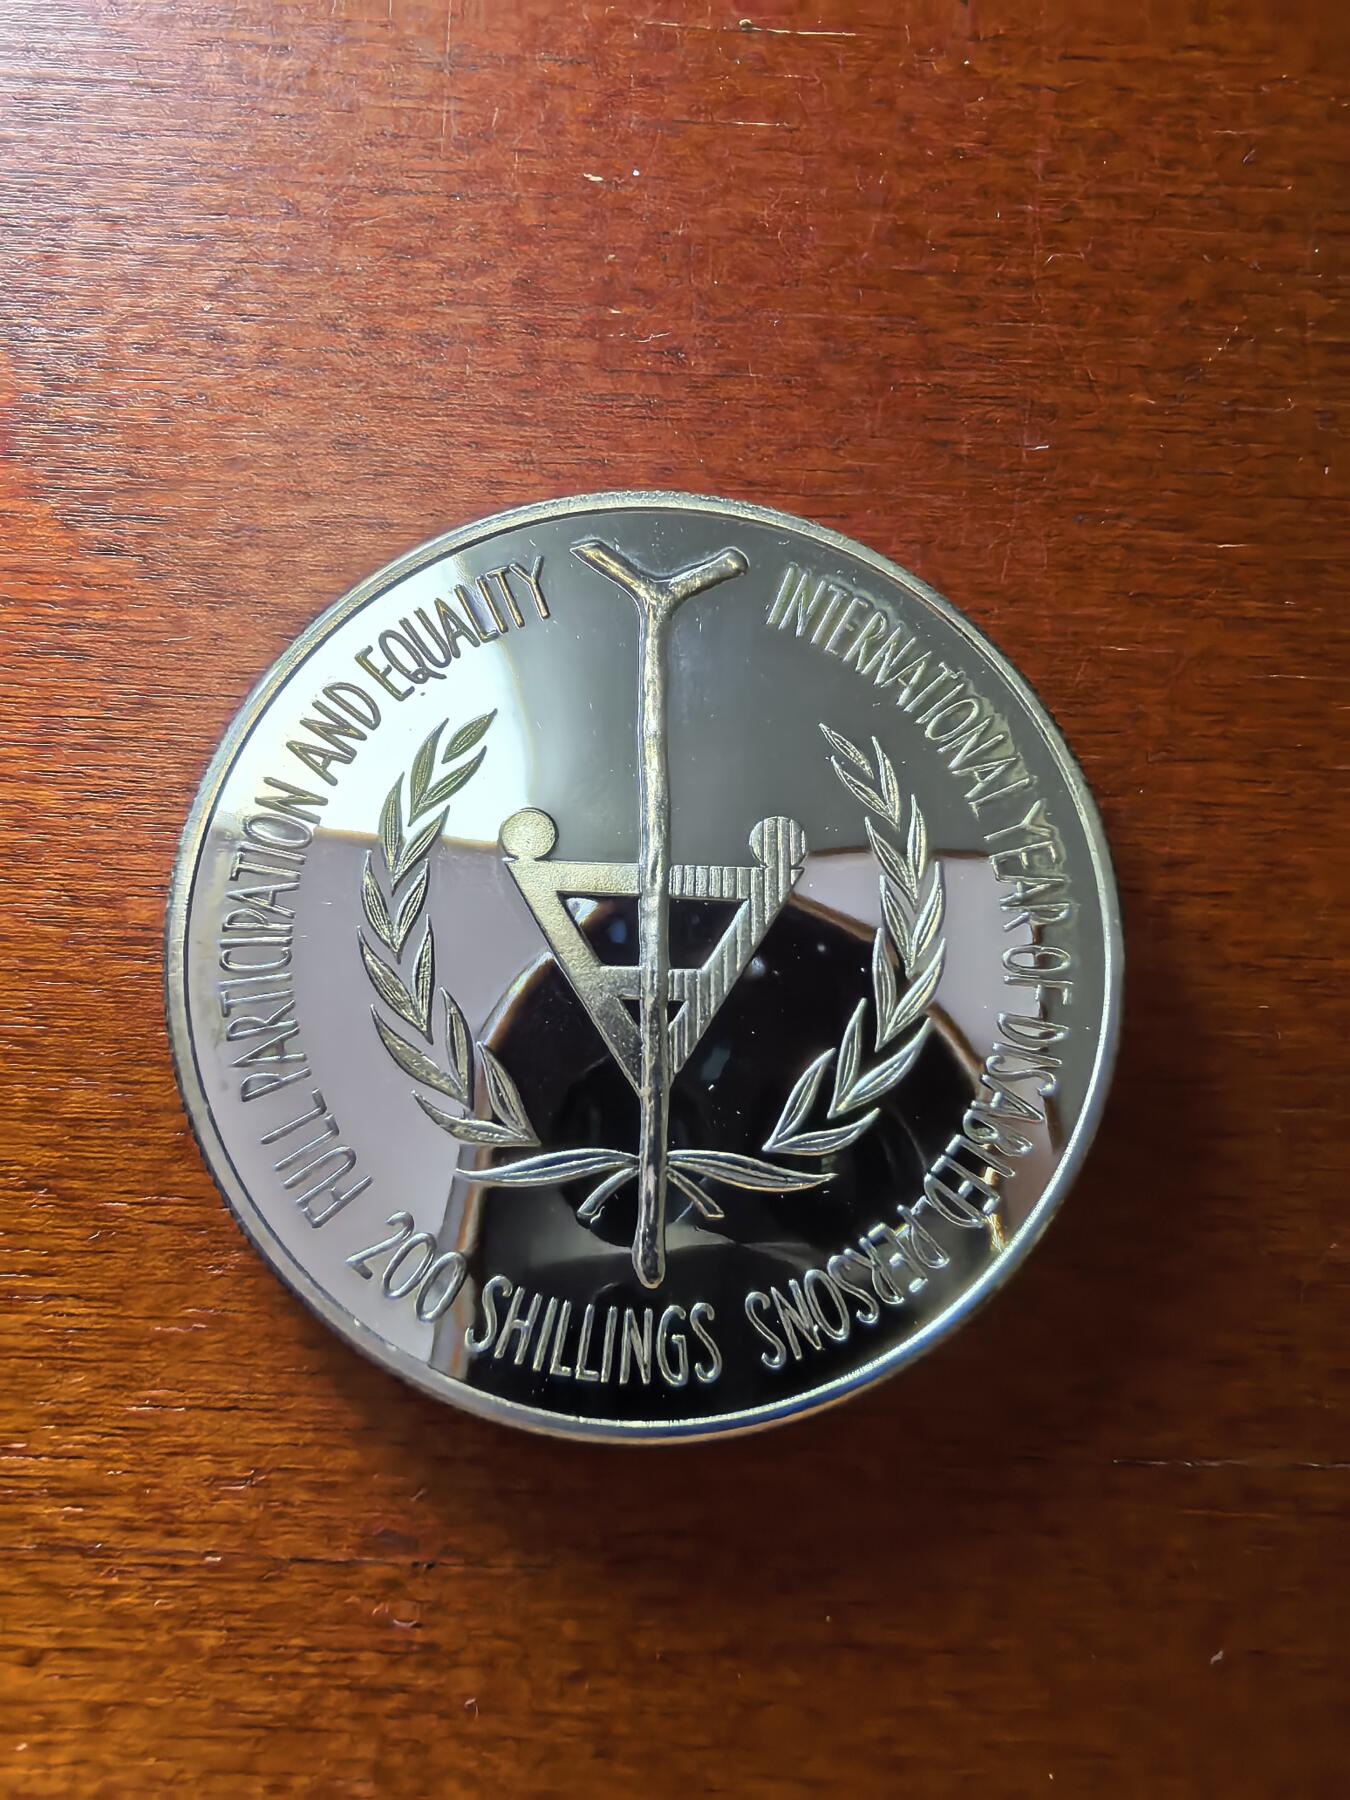 FULL PARTICIPATION AND EQUALITY
INTERNATIONAL YEAR OF DISABLED PERSONS
200 SHILLINGS